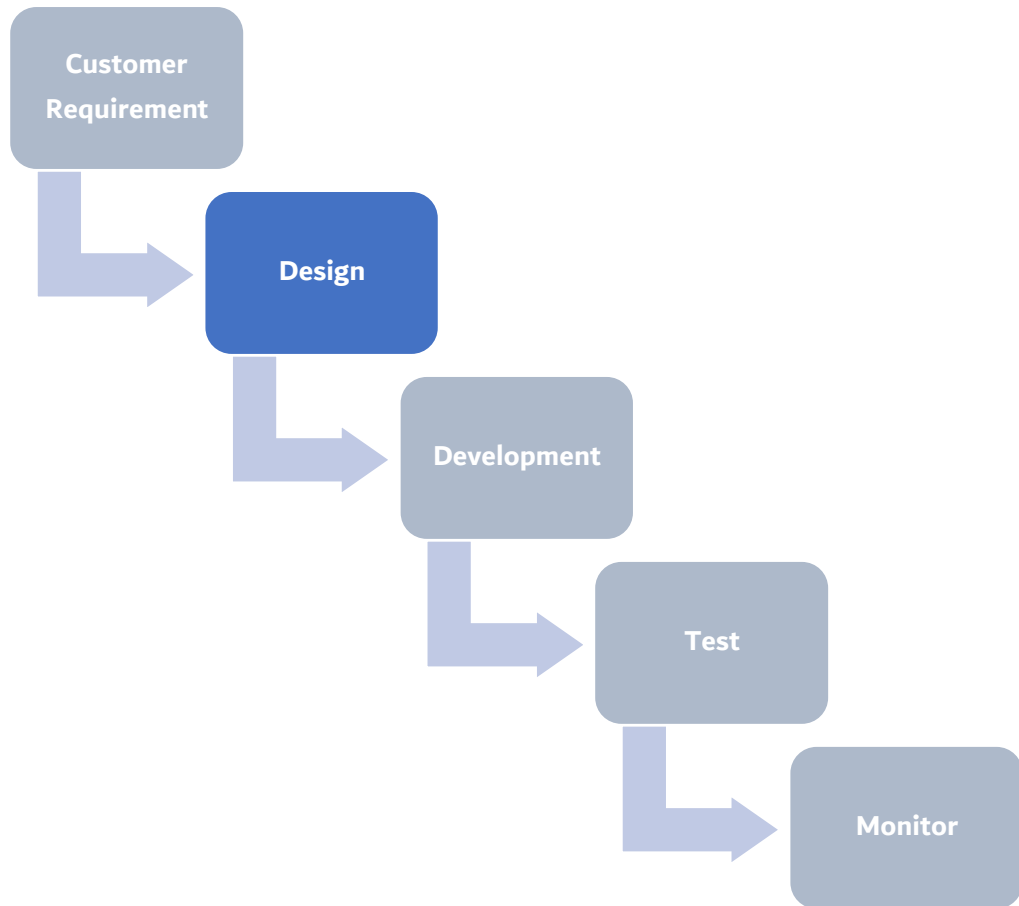 Customer
Requirement
Design
Development
Test
Monitor